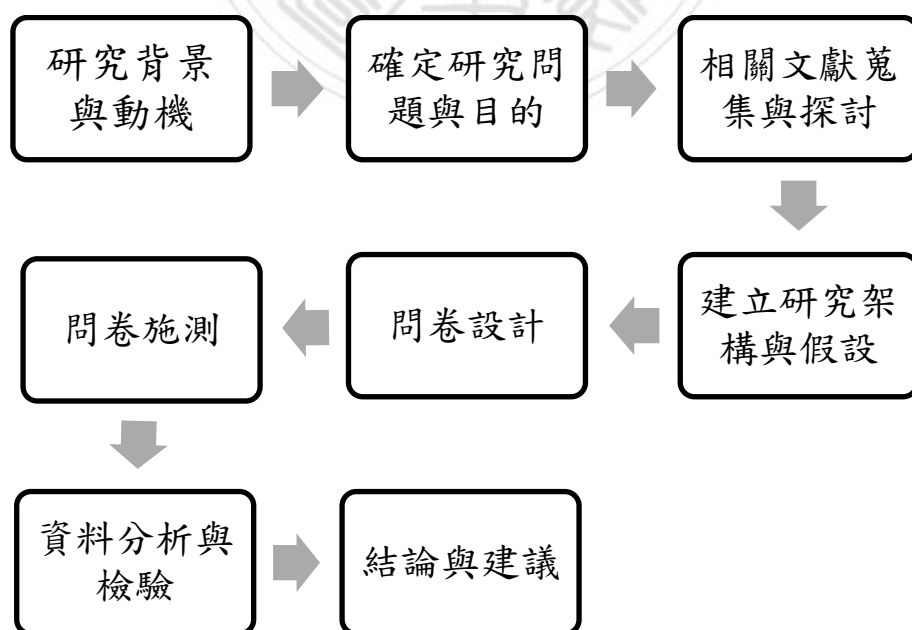 研究背景
與動機
確定研究問
題與目的
相關文獻蒐
集與探討
建立研究架
構與假設
問卷設計
問卷施測
資料分析與
檢驗
結論與建議